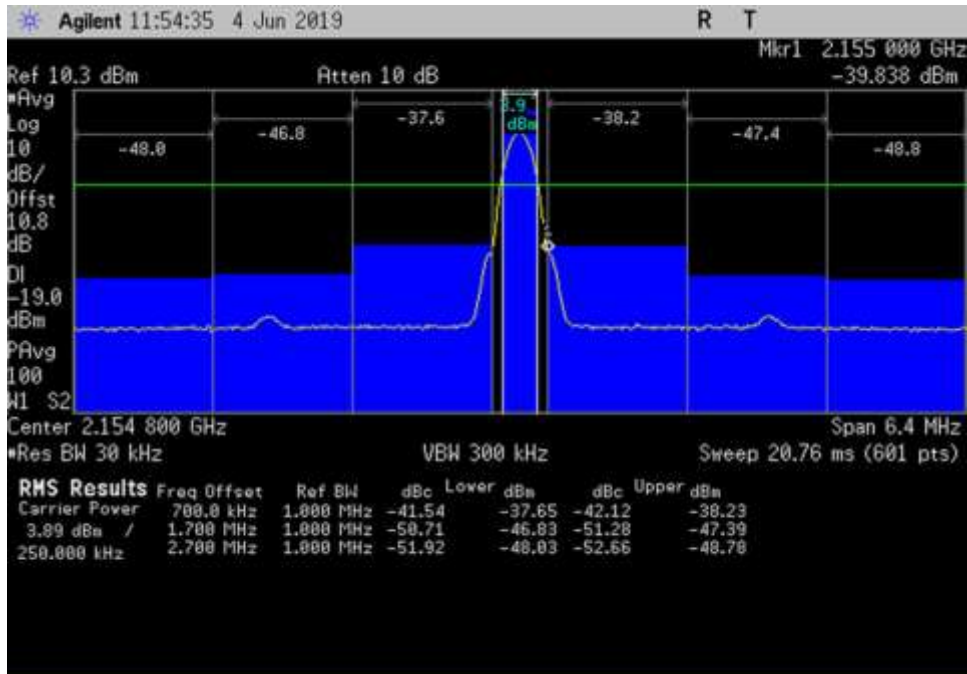 Agilent 11:54:35 4 Jun 2019 R T
Mkr1 2.155 000 GHz
Ref 10.3 dBm Atten 10 dB -39.838 dBm
#Avg
Log
10
dB/
Offst
10.8
dB
DI
-19.0
dBm
PAvg
100
W1 S2
-48.0 -46.8 -37.6 3.9 dBm -38.2 -47.4 -48.8
Center 2.154 800 GHz Span 6.4 MHz
#Res BW 30 kHz VBW 300 kHz Sweep 20.76 ms (601 pts)
RMS Results Freq Offset Ref BW dBc Lower dBm dBc Upper dBm
Carrier Power 700.0 kHz 1.000 MHz -41.54 -37.65 -42.12 -38.23
3.89 dBm / 1.700 MHz 1.000 MHz -50.71 -46.83 -51.28 -47.39
250.000 kHz 2.700 MHz 1.000 MHz -51.92 -48.03 -52.66 -48.78